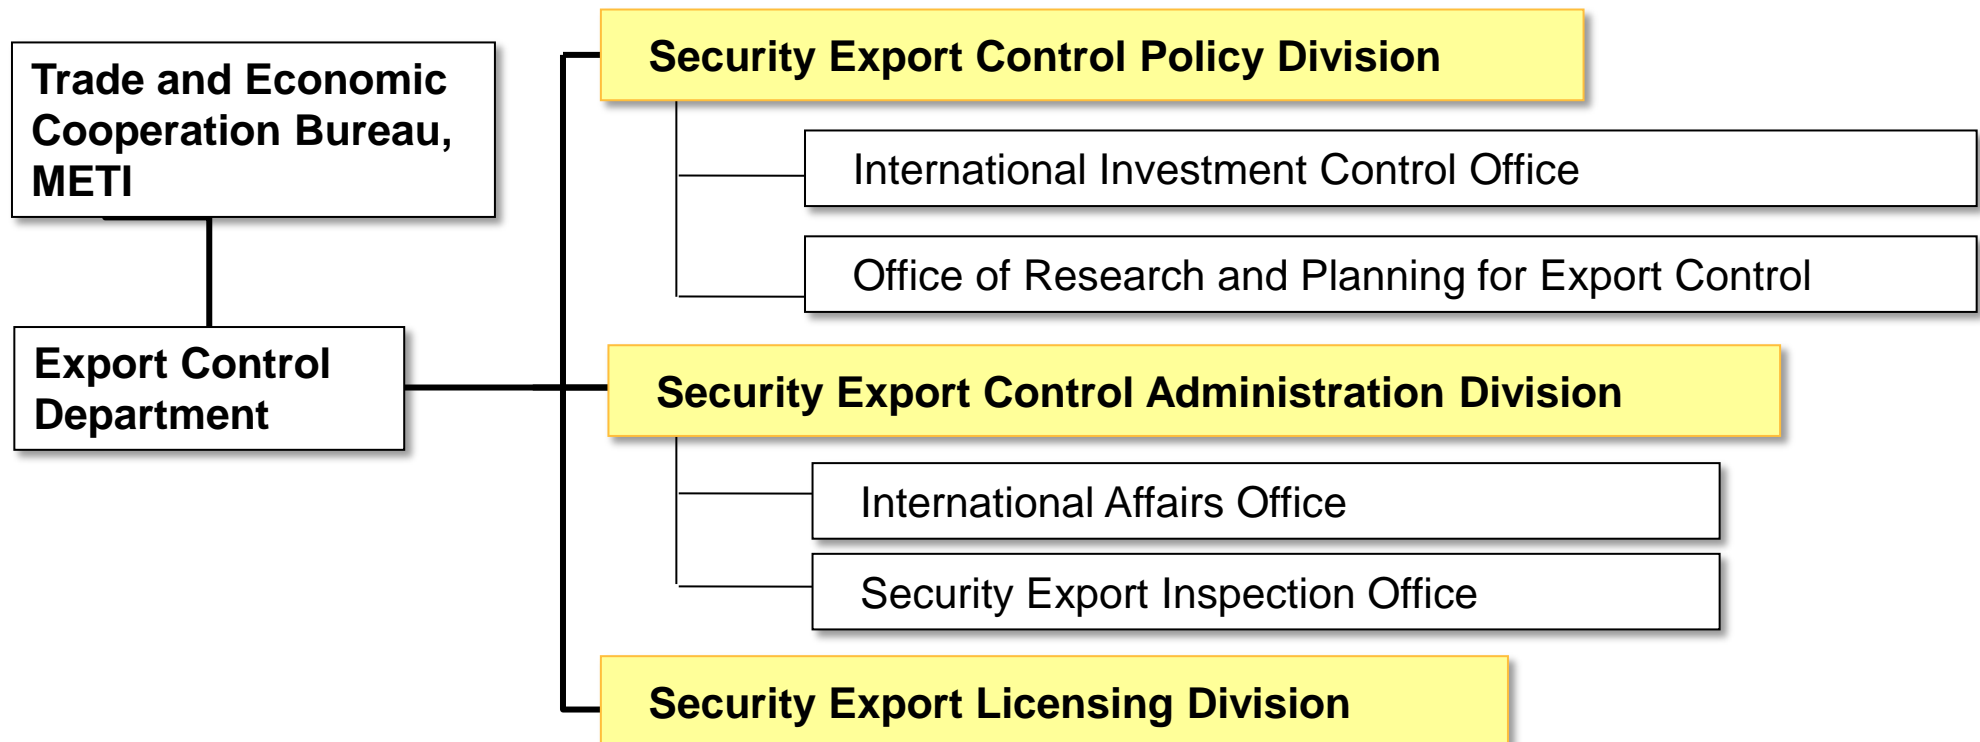 Trade and Economic
Cooperation Bureau,
METI
Export Control
Department
Security Export Control Policy Division
International Investment Control Office
Office of Research and Planning for Export Control
Security Export Control Administration Division
International Affairs Office
Security Export Inspection Office
Security Export Licensing Division